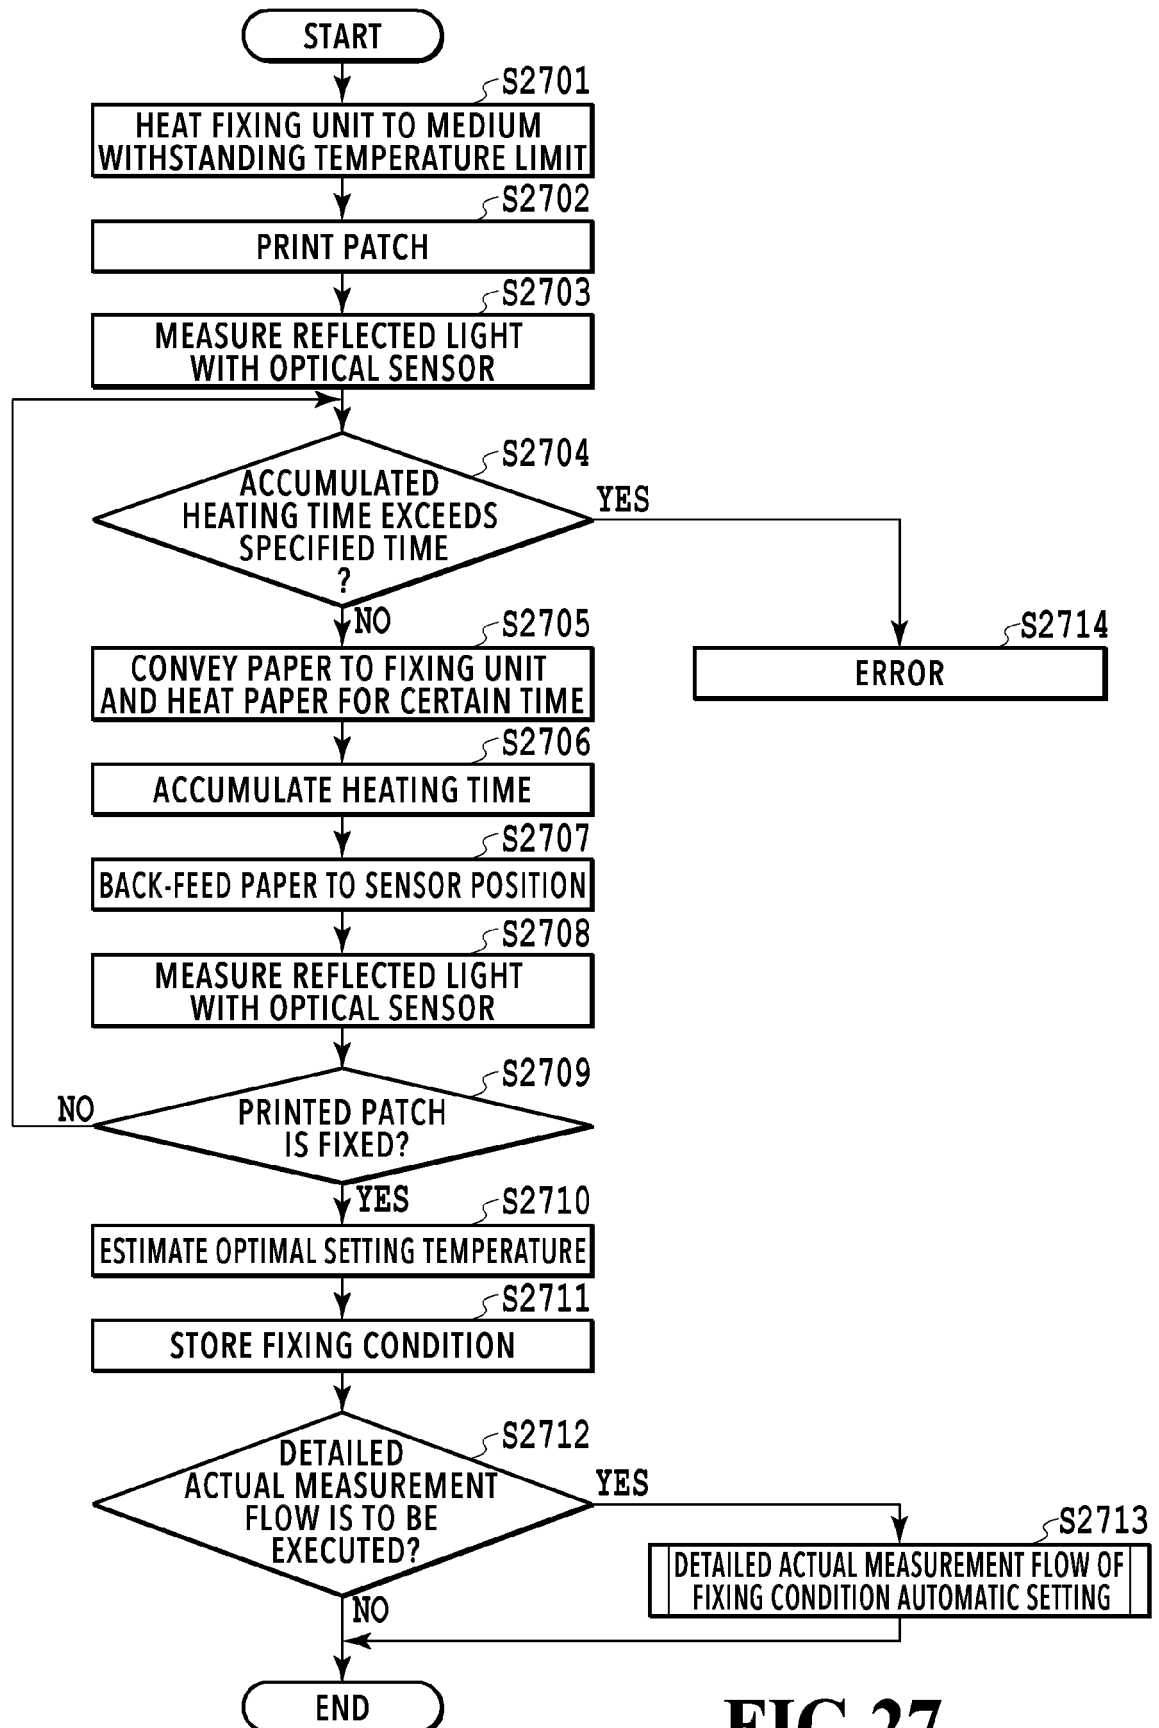 START
S2701
HEAT FIXING UNIT TO MEDIUM
WITHSTANDING TEMPERATURE LIMIT
S2702
PRINT PATCH
S2703
MEASURE REFLECTED LIGHT
WITH OPTICAL SENSOR
S2704
ACCUMULATED
HEATING TIME EXCEEDS
SPECIFIED TIME
?
YES
NO
S2705
CONVEY PAPER TO FIXING UNIT
AND HEAT PAPER FOR CERTAIN TIME
S2714
ERROR
S2706
ACCUMULATE HEATING TIME
S2707
BACK-FEED PAPER TO SENSOR POSITION
S2708
MEASURE REFLECTED LIGHT
WITH OPTICAL SENSOR
S2709
PRINTED PATCH
IS FIXED?
NO
YES
S2710
ESTIMATE OPTIMAL SETTING TEMPERATURE
S2711
STORE FIXING CONDITION
S2712
DETAILED
ACTUAL MEASUREMENT
FLOW IS TO BE
EXECUTED?
YES
S2713
DETAILED ACTUAL MEASUREMENT FLOW OF
FIXING CONDITION AUTOMATIC SETTING
NO
END
FIG.27